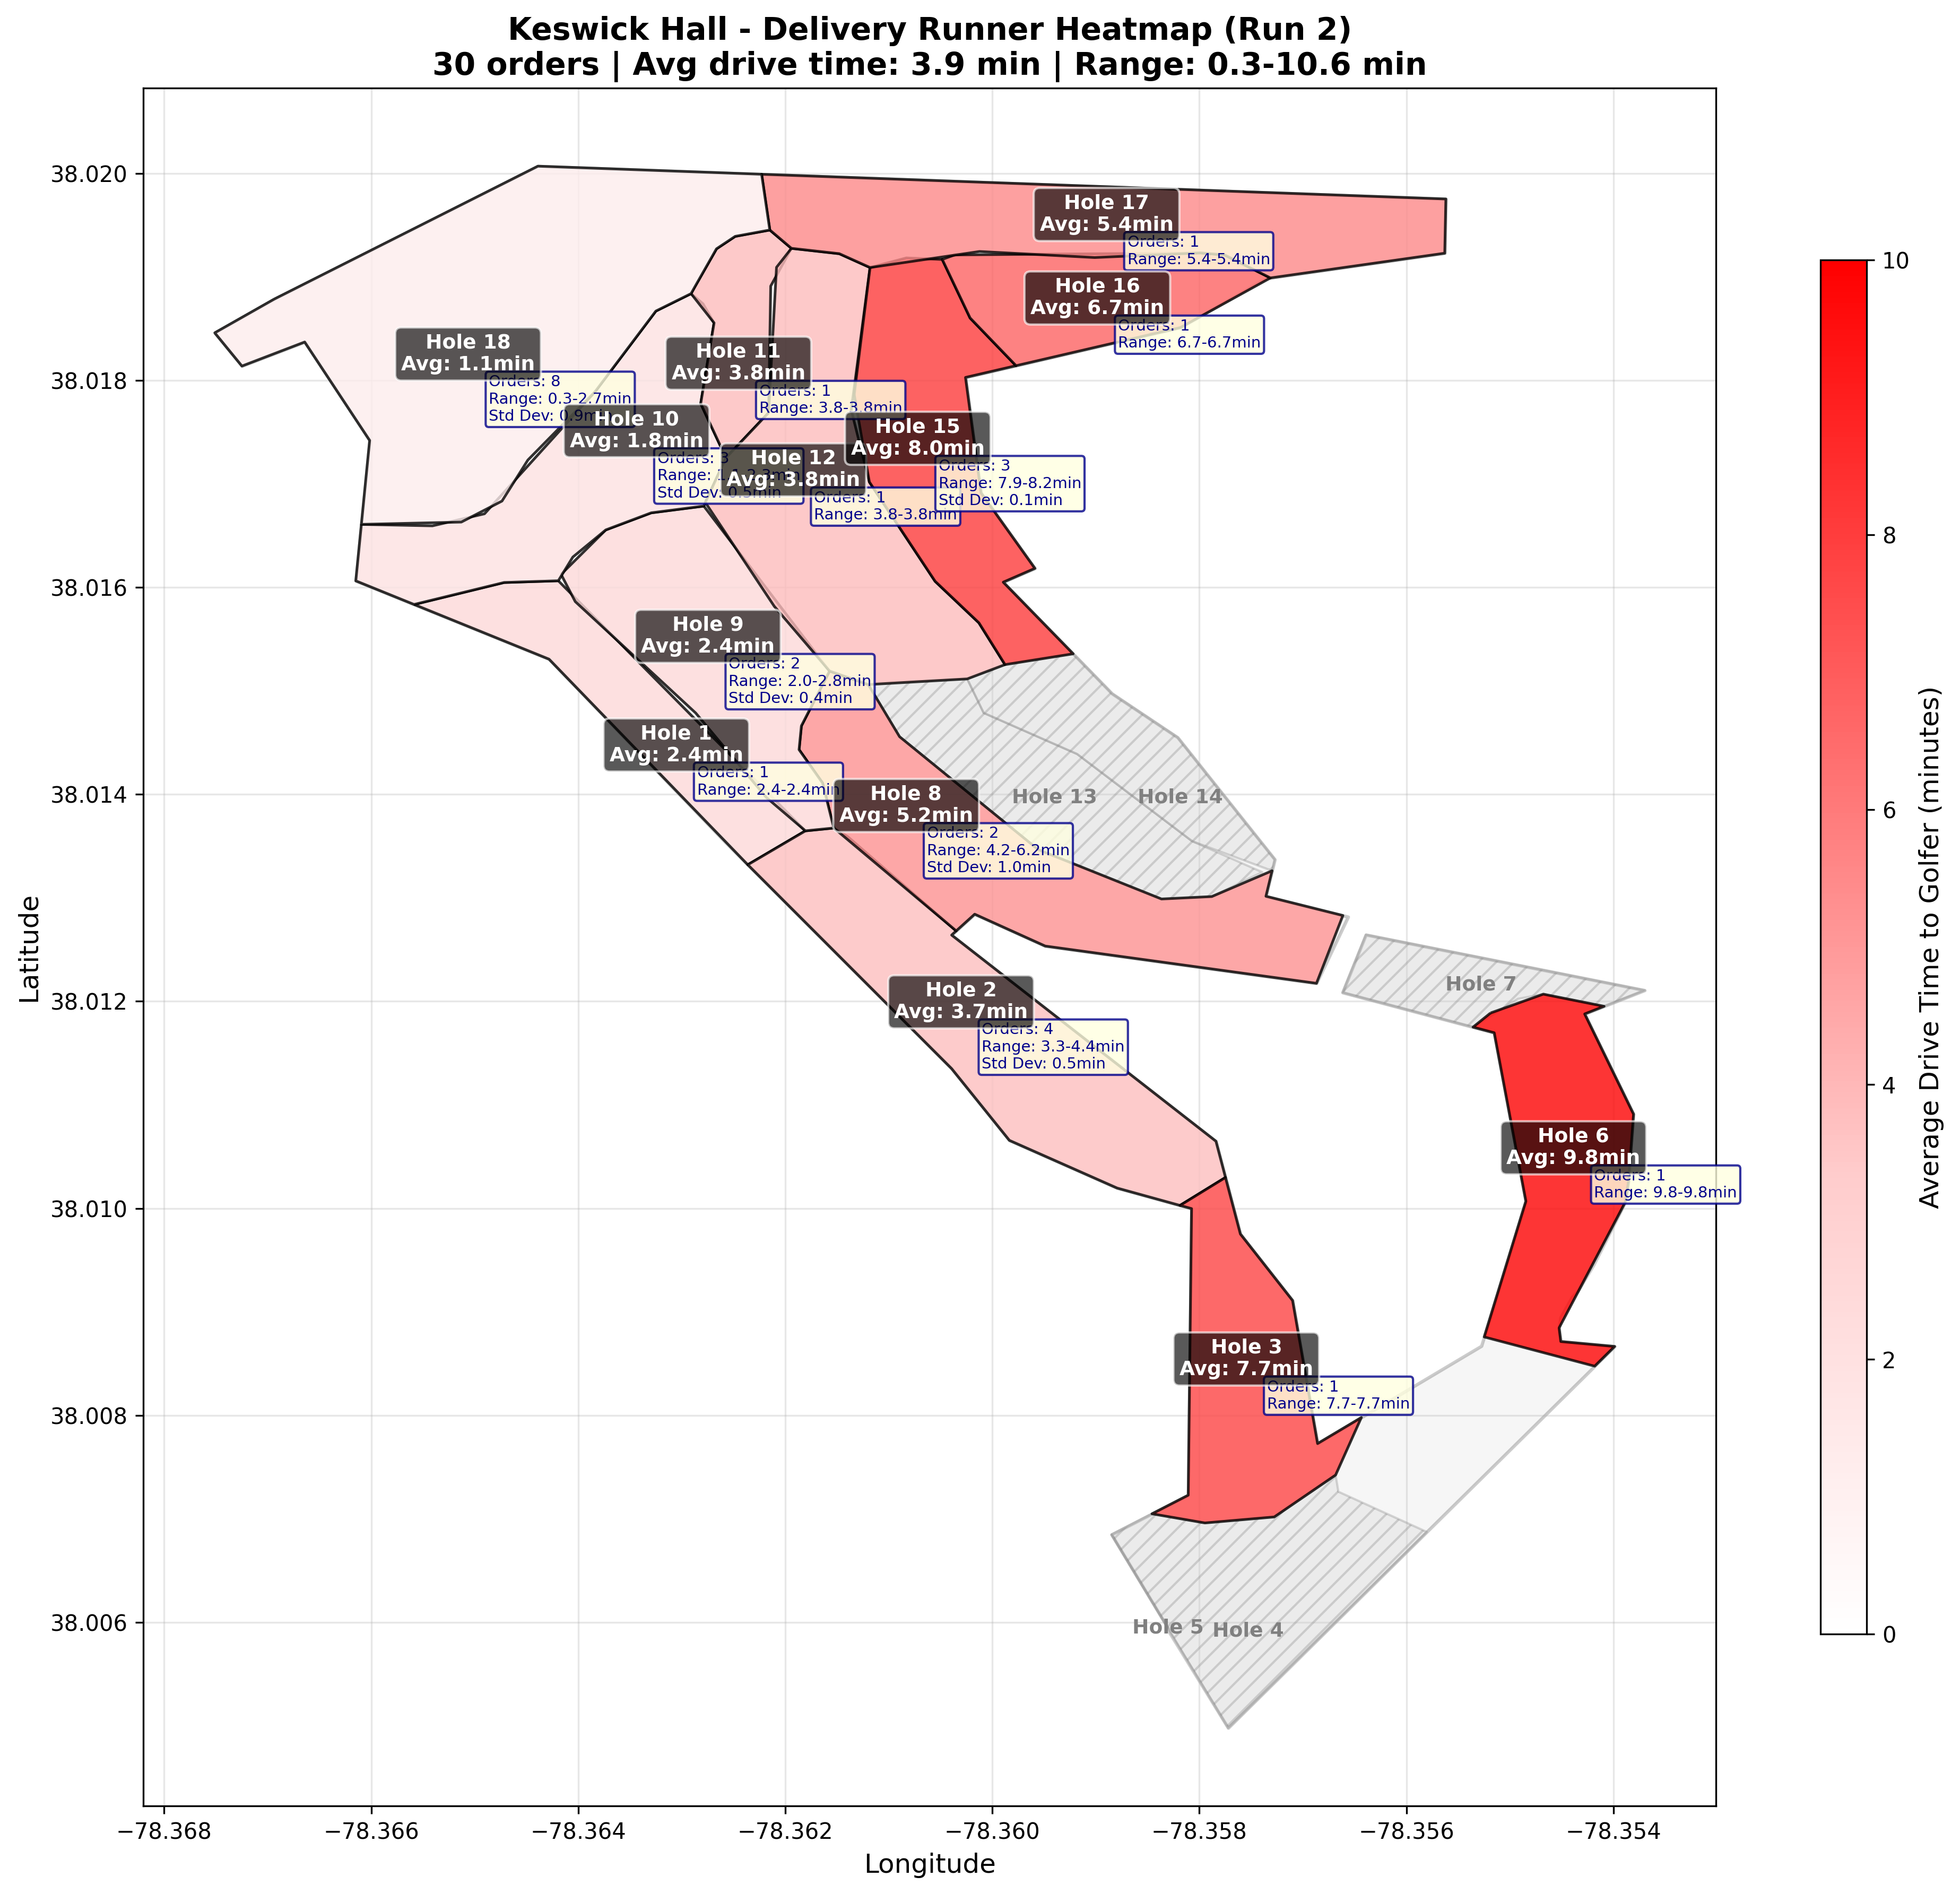 Keswick Hall - Delivery Runner Heatmap (Run 2)
30 orders | Avg drive time: 3.9 min | Range: 0.3-10.6 min
Hole 17
Avg: 5.4min
Orders: 1
Range: 5.4-5.4min
Hole 16
Avg: 6.7min
Orders: 1
Range: 6.7-6.7min
Hole 18
Avg: 1.1min
Orders: 8
Range: 0.3-2.7min
Std Dev: 0.9min
Hole 11
Avg: 3.8min
Orders: 1
Range: 3.8-3.8min
Hole 10
Avg: 1.8min
Orders: 3
Range:
Std Dev: 0.5min
Hole 15
Avg: 8.0min
Orders: 3
Range: 7.9-8.2min
Std Dev: 0.1min
Hole 12
Avg: 3.8min
Orders: 1
Range: 3.8-3.8min
Hole 9
Avg: 2.4min
Orders: 2
Range: 2.0-2.8min
Std Dev: 0.4min
Hole 1
Avg: 2.4min
Orders: 1
Range: 2.4-2.4min
Hole 8
Avg: 5.2min
Orders: 2
Range: 4.2-6.2min
Std Dev: 1.0min
Hole 13
Hole 14
Hole 7
Hole 2
Avg: 3.7min
Orders: 4
Range: 3.3-4.4min
Std Dev: 0.5min
Hole 6
Avg: 9.8min
Orders: 1
Range: 9.8-9.8min
Hole 3
Avg: 7.7min
Orders: 1
Range: 7.7-7.7min
Hole 5
Hole 4
38.020
38.018
38.016
38.014
38.012
38.010
38.008
38.006
Latitude
−78.368
−78.366
−78.364
−78.362
−78.360
−78.358
−78.356
−78.354
Longitude
10
8
6
4
2
0
Average Drive Time to Golfer (minutes)